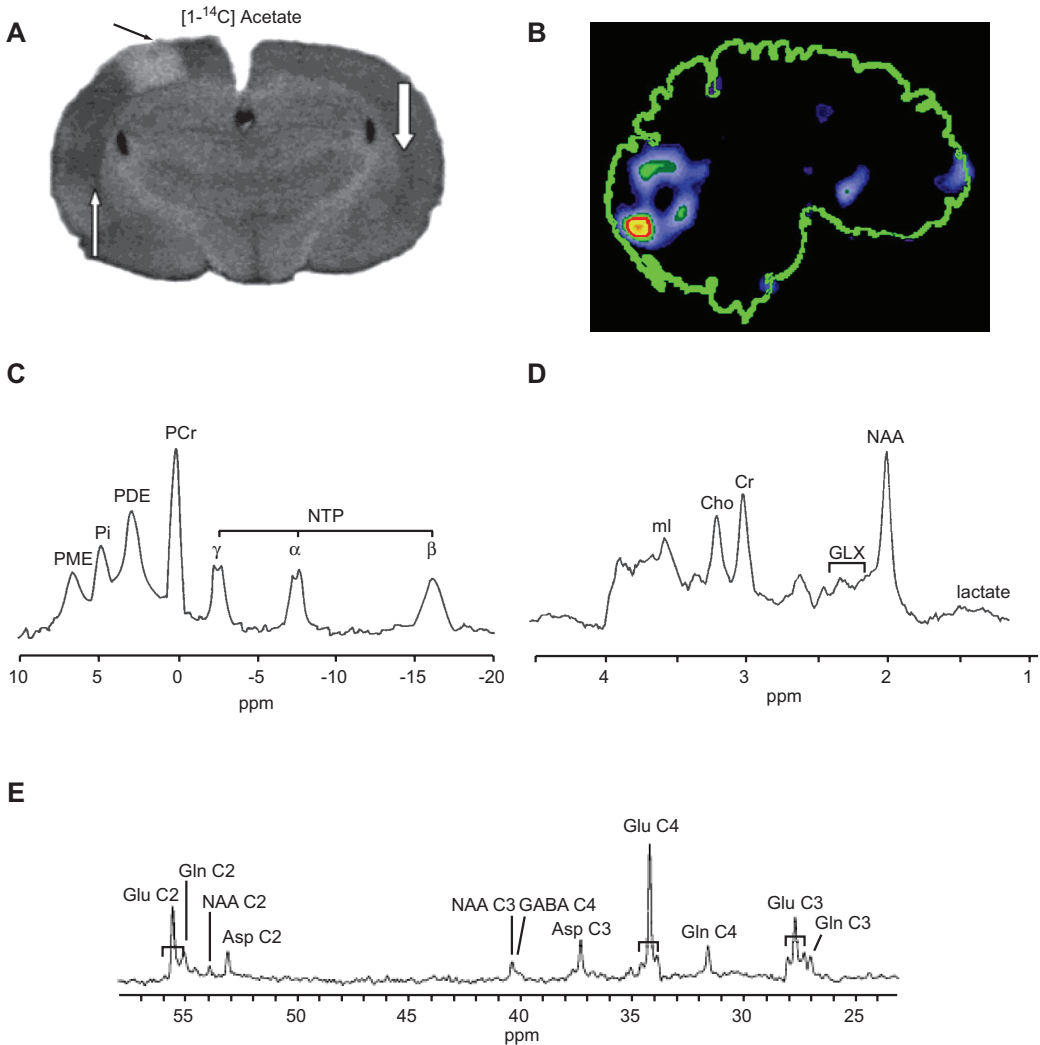 A
[1-¹⁴C] Acetate
B
C
PCr
PDE
Pi
PME
NTP
γ
α
β
10 5 0 -5 -10 -15 -20
ppm
D
NAA
Cr
Cho
mI
GLX
lactate
4 3 2 1
ppm
E
Glu C4
Gln C2
Glu C2
NAA C2
Asp C2
NAA C3
GABA C4
Asp C3
Gln C4
Glu C3
Gln C3
55 50 45 40 35 30 25
ppm